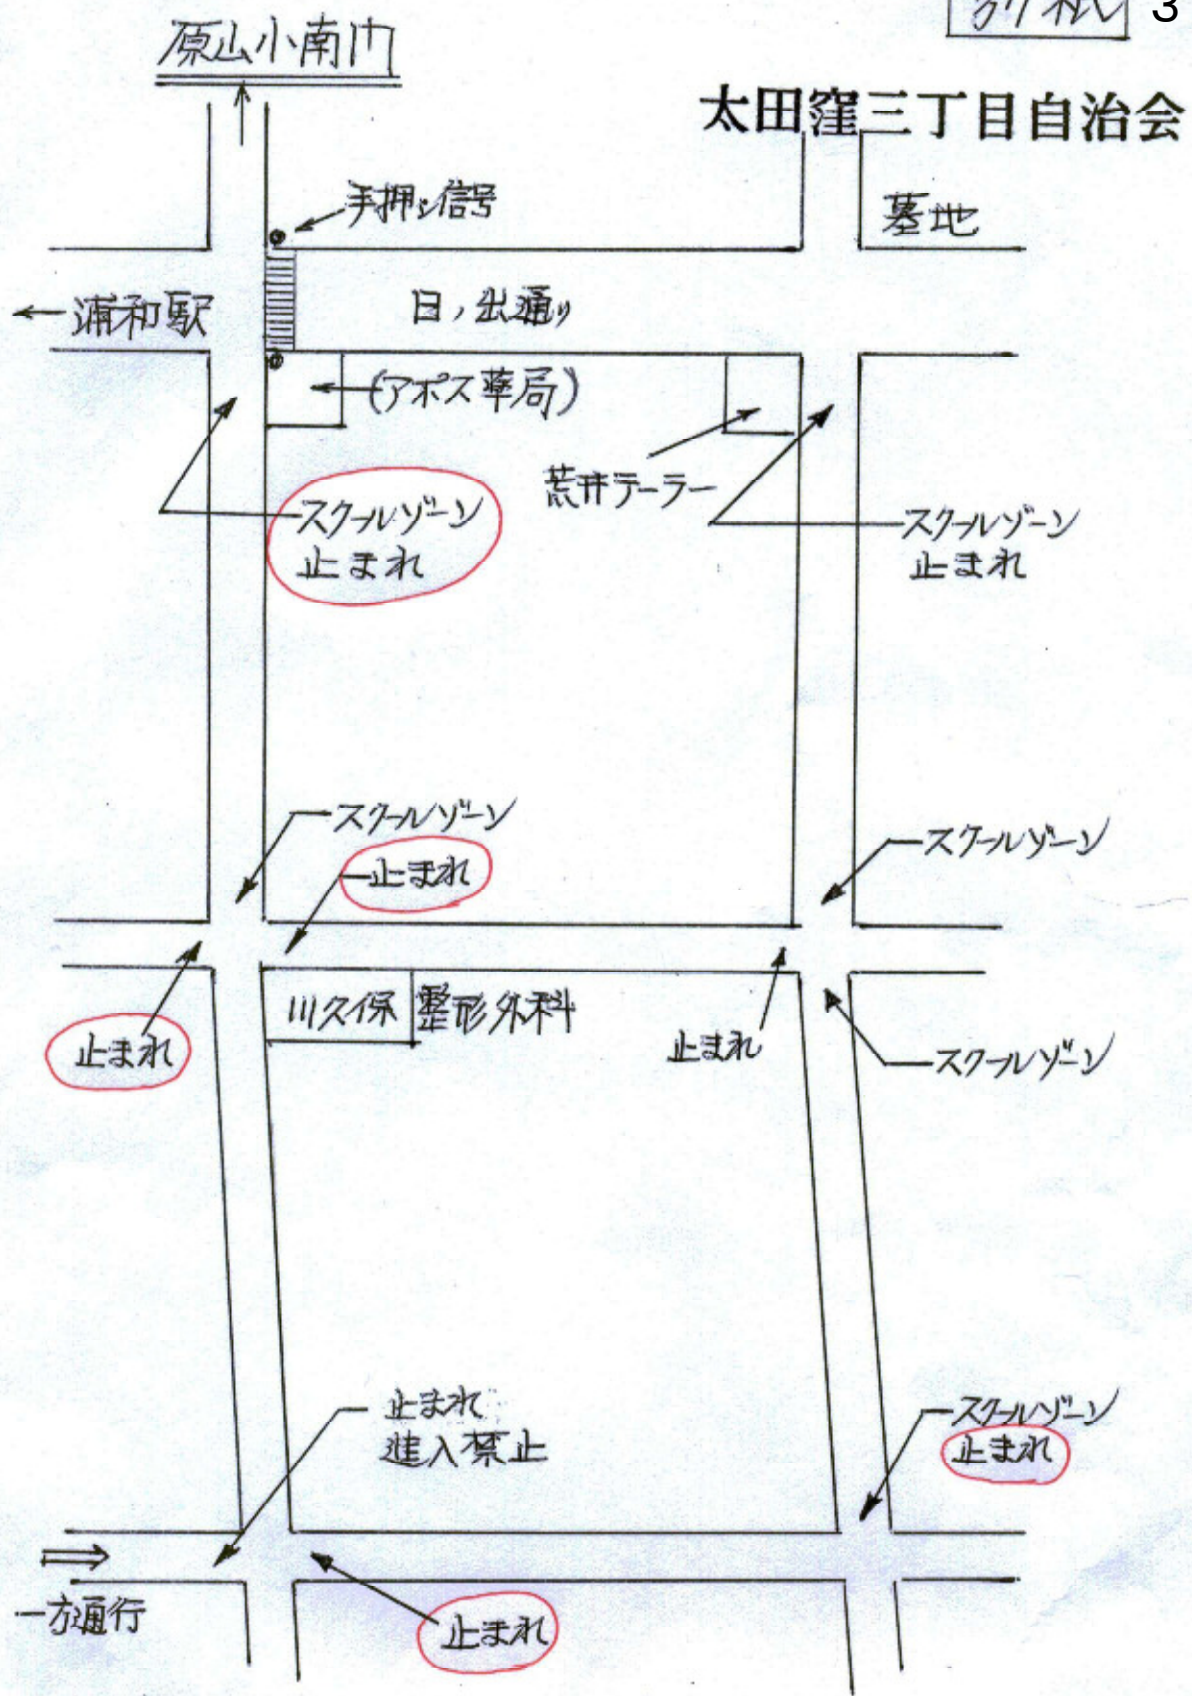 別紙 3
原山小南門
太田窪三丁目自治会
手押し信号
墓地
←浦和駅
日ノ出通り
(アポス薬局)
荒井テーラー
スクールゾーン
止まれ
スクールゾーン
止まれ
スクールゾーン
止まれ
スクールゾーン
止まれ
川久保整形外科
止まれ
スクールゾーン
止まれ
進入禁止
スクールゾーン
止まれ
一方通行
止まれ